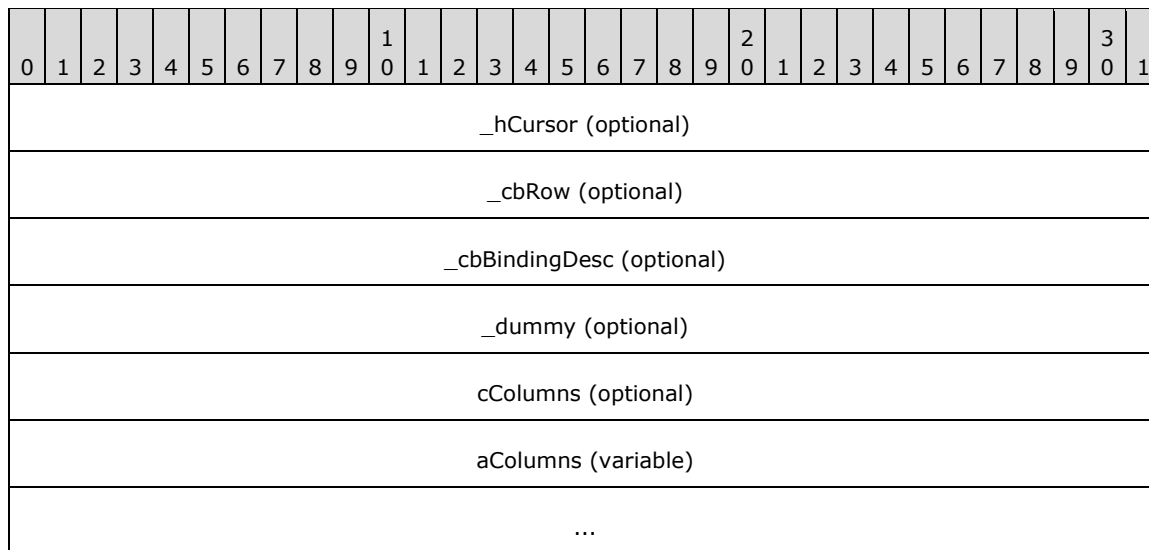 1 2 3
0 1 2 3 4 5 6 7 8 9 0 1 2 3 4 5 6 7 8 9 0 1 2 3 4 5 6 7 8 9 0 1
_hCursor (optional)
_cbRow (optional)
_cbBindingDesc (optional)
_dummy (optional)
cColumns (optional)
aColumns (variable)
...